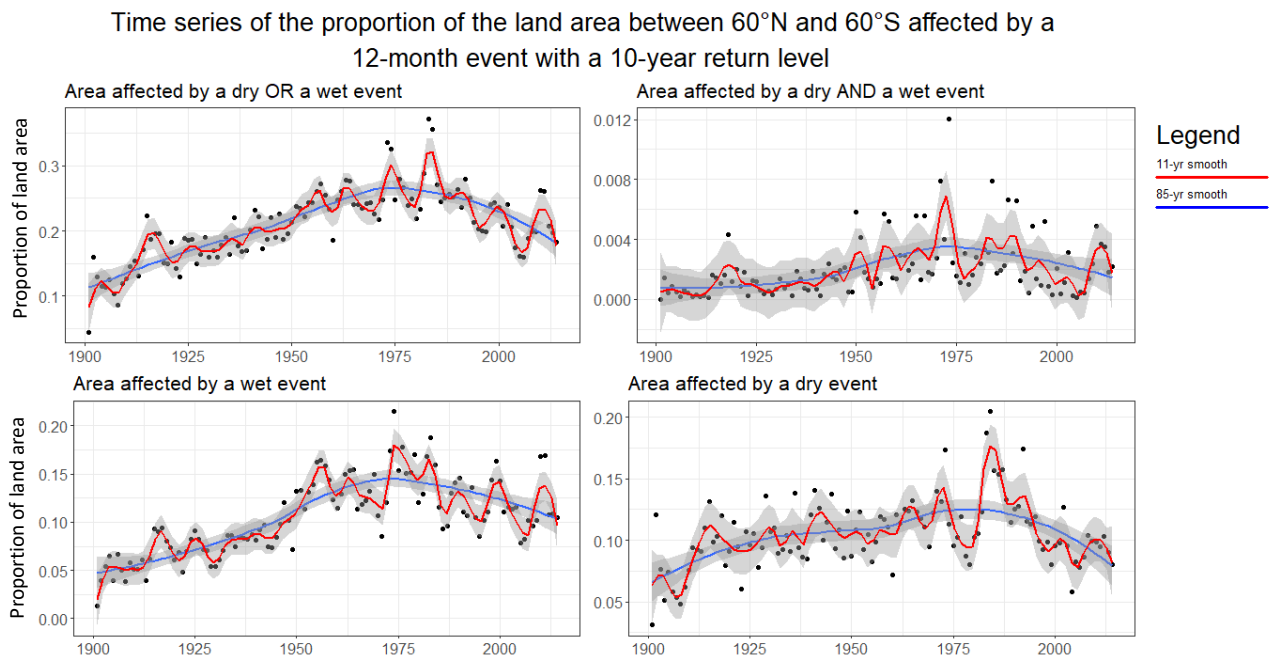 Time series of the proportion of the land area between 60°N and 60°S affected by a
12-month event with a 10-year return level
Area affected by a dry OR a wet event
Proportion of land area
0.3
0.2
0.1
1900 1925 1950 1975 2000
Area affected by a dry AND a wet event
0.012
0.008
0.004
0.000
1900 1925 1950 1975 2000
Legend
11-yr smooth
85-yr smooth
Area affected by a wet event
Proportion of land area
0.20
0.15
0.10
0.05
0.00
1900 1925 1950 1975 2000
Area affected by a dry event
0.20
0.15
0.10
0.05
1900 1925 1950 1975 2000